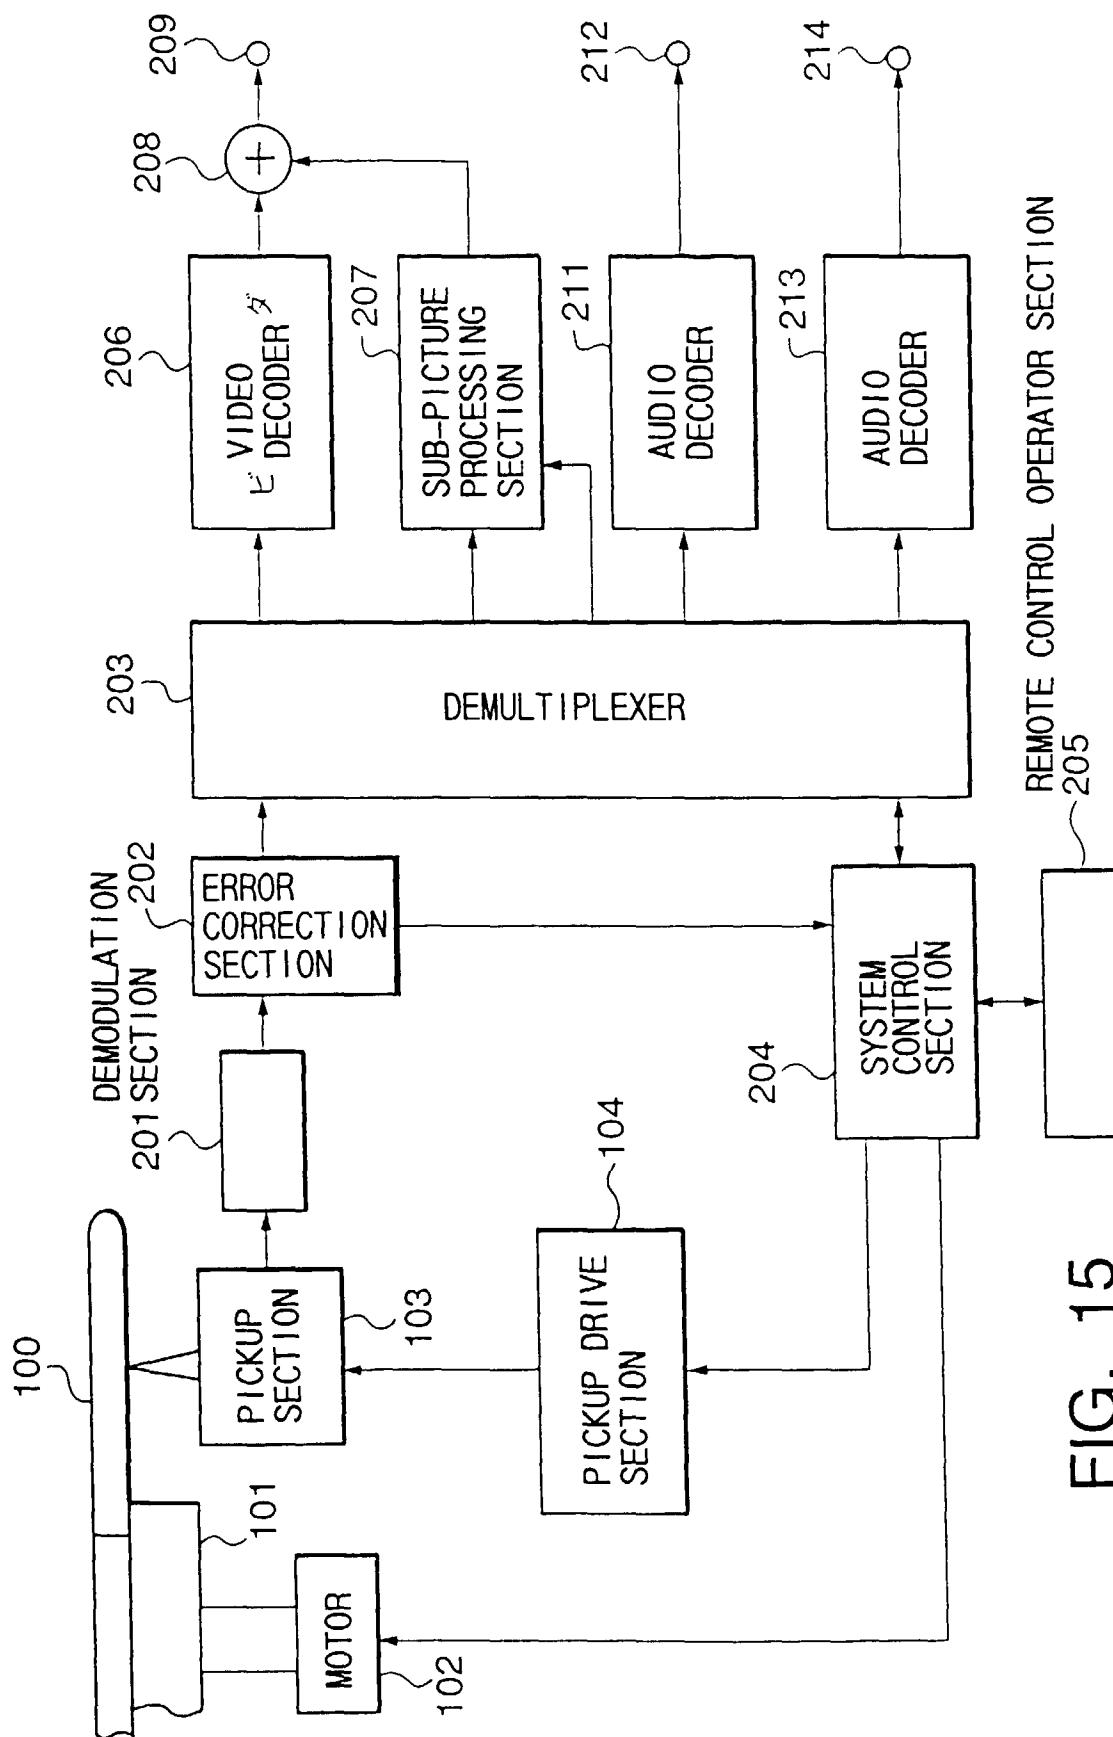 100
101
MOTOR
102
PICKUP
SECTION
103
PICKUP DRIVE
SECTION
104
DEMODULATION
SECTION
201
ERROR
CORRECTION
SECTION
202
DEMULTIPLEXER
203
SYSTEM
CONTROL
SECTION
204
REMOTE CONTROL OPERATOR SECTION
205
ビ VIDEO
DECODER ダ
206
SUB-PICTURE
PROCESSING
SECTION
207
208
+
209
AUDIO
DECODER
211
212
AUDIO
DECODER
213
214
FIG. 15